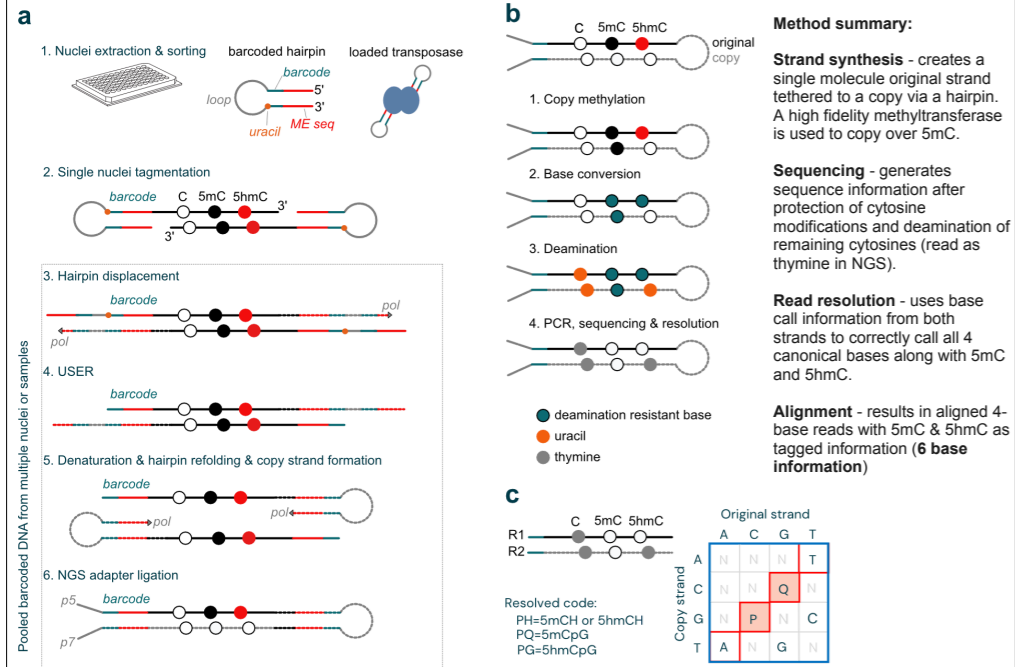 a
1. Nuclei extraction & sorting
barcoded hairpin
loaded transposase
barcode
5'
loop
3'
uracil
ME seq
2. Single nuclei tagmentation
barcode
C
5mC
5hmC
3'
3'
Pooled barcoded DNA from multiple nuclei or samples
3. Hairpin displacement
barcode
pol
pol
4. USER
5. Denaturation & hairpin refolding & copy strand formation
pol
pol
6. NGS adapter ligation
p5
barcode
p7
b
C
5mC
5hmC
original
copy
1. Copy methylation
2. Base conversion
3. Deamination
4. PCR, sequencing & resolution
deamination resistant base
uracil
thymine
Method summary:
Strand synthesis - creates a
single molecule original strand
tethered to a copy via a hairpin.
A high fidelity methyltransferase
is used to copy over 5mC.
Sequencing - generates
sequence information after
protection of cytosine
modifications and deamination of
remaining cytosines (read as
thymine in NGS).
Read resolution - uses base
call information from both
strands to correctly call all 4
canonical bases along with 5mC
and 5hmC.
Alignment - results in aligned 4-
base reads with 5mC & 5hmC as
tagged information (6 base
information)
c
C
5mC
5hmC
R1
R2
Resolved code:
PH=5mCH or 5hmCH
PQ=5mCpG
PG=5hmCpG
Original strand
A C G T
Copy strand
A N N N T
C N N Q N
G N P N C
T A N G N